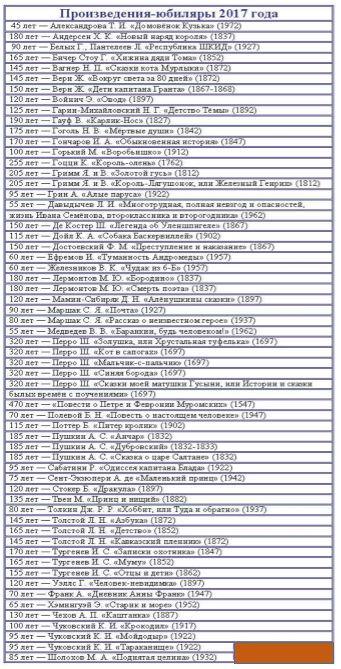 Произведения-юбиляры 2017 года
45 лет — Александрова Т. И. «Домовёнок Кузька» (1972)
180 лет — Андерсен Х. К. «Новый наряд короля» (1837)
90 лет — Белых Г., Пантелеев Л. «Республика ШКИД» (1927)
165 лет — Бичер Стоу Г. «Хижина дяди Тома» (1852)
145 лет — Вагнер Н. П. «Сказки кота Мурлыки» (1872)
145 лет — Верн Ж. «Вокруг света за 80 дней» (1872)
150 лет — Верн Ж. «Дети капитана Гранта» (1867-1868)
120 лет — Войнич Э. «Овод» (1897)
125 лет — Гарин-Михайловский Н. Г. «Детство Тёмы» (1892)
190 лет — Гауф В. «Карлик-Нос» (1827)
175 лет — Гоголь Н. В. «Мёртвые души» (1842)
170 лет — Гончаров И. А. «Обыкновенная история» (1847)
100 лет — Горький М. «Воробьишко» (1912)
255 лет — Гоцци К. «Король-олень» (1762)
205 лет — Гримм Я. и В. «Золотой гусь» (1812)
205 лет — Гримм Я. и В. «Король-Лягушонок, или Железный Генрих» (1812)
95 лет — Грин А. «Алые паруса» (1922)
55 лет — Давыдычев Л. И. «Многотрудная, полная невзгод и опасностей,
жизнь Ивана Семёнова, второклассника и второгодника» (1962)
150 лет — Де Костер Ш. «Легенда об Уленшпигеле» (1867)
115 лет — Дойл К. А. «Собака Баскервилей» (1902)
150 лет — Достоевский Ф. М. «Преступление и наказание» (1867)
60 лет — Ефремов И. «Туманность Андромеды» (1957)
60 лет — Железников В. К. «Чудак из 6-Б» (1957)
180 лет — Лермонтов М. Ю. «Бородино» (1837)
180 лет — Лермонтов М. Ю. «Смерть поэта» (1837)
120 лет — Мамин-Сибиряк Д. Н. «Алёнушкины сказки» (1897)
90 лет — Маршак С. Я. «Почта» (1927)
80 лет — Маршак С. Я. «Рассказ о неизвестном герое» (1937)
55 лет — Медведев В. В. «Баранкин, будь человеком!» (1962)
320 лет — Перро Ш. «Золушка, или Хрустальная туфелька» (1697)
320 лет — Перро Ш. «Кот в сапогах» (1697)
320 лет — Перро Ш. «Мальчик-с-пальчик» (1697)
320 лет — Перро Ш. «Синяя борода» (1697)
320 лет — Перро Ш. «Сказки моей матушки Гусыни, или Истории и сказки
былых времён с поучениями» (1697)
470 лет — «Повести о Петре и Февронии Муромских» (1547)
70 лет — Полевой Б. Н. «Повесть о настоящем человеке» (1947)
115 лет — Поттер Б. «Питер кролик» (1902)
185 лет — Пушкин А. С. «Анчар» (1832)
185 лет — Пушкин А. С. «Дубровский» (1832-1833)
185 лет — Пушкин А. С. «Сказка о царе Салтане» (1832)
95 лет — Сабатини Р. «Одиссея капитана Блада» (1922)
75 лет — Сент-Экзюпери А. де «Маленький принц» (1942)
120 лет — Стокер Б. «Дракула» (1897)
135 лет — Твен М. «Принц и нищий» (1882)
80 лет — Толкин Дж. Р. Р. «Хоббит, или Туда и обратно» (1937)
145 лет — Толстой Л. Н. «Азбука» (1872)
165 лет — Толстой Л. Н. «Детство» (1852)
145 лет — Толстой Л. Н. «Кавказский пленник» (1872)
170 лет — Тургенев И. С. «Записки охотника» (1847)
165 лет — Тургенев И. С. «Муму» (1852)
155 лет — Тургенев И. С. «Отцы и дети» (1862)
120 лет — Уэллс Г. «Человек-невидимка» (1897)
70 лет — Франк А. «Дневник Анны Франк» (1947)
65 лет — Хэмингуэй Э. «Старик и море» (1952)
130 лет — Чехов А. П. «Каштанка» (1887)
100 лет — Чуковский К. И. «Крокодил» (1917)
95 лет — Чуковский К. И. «Мойдодыр» (1922)
95 лет — Чуковский К. И. «Тараканище» (1922)
85 лет — Шолохов М. А. «Поднятая целина» (1932)